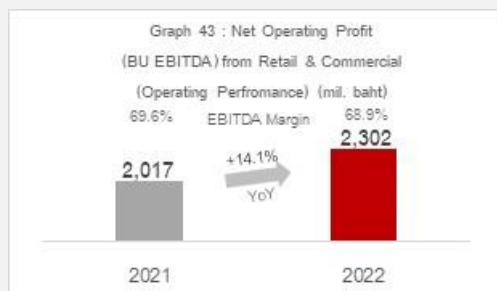 Graph 43 : Net Operating Profit
(BU EBITDA) from Retail & Commercial
(Operating Perfromance) (mil. baht)
69.6% EBITDA Margin 68.9%
2,017 +14.1% 2,302
YoY
2021 2022